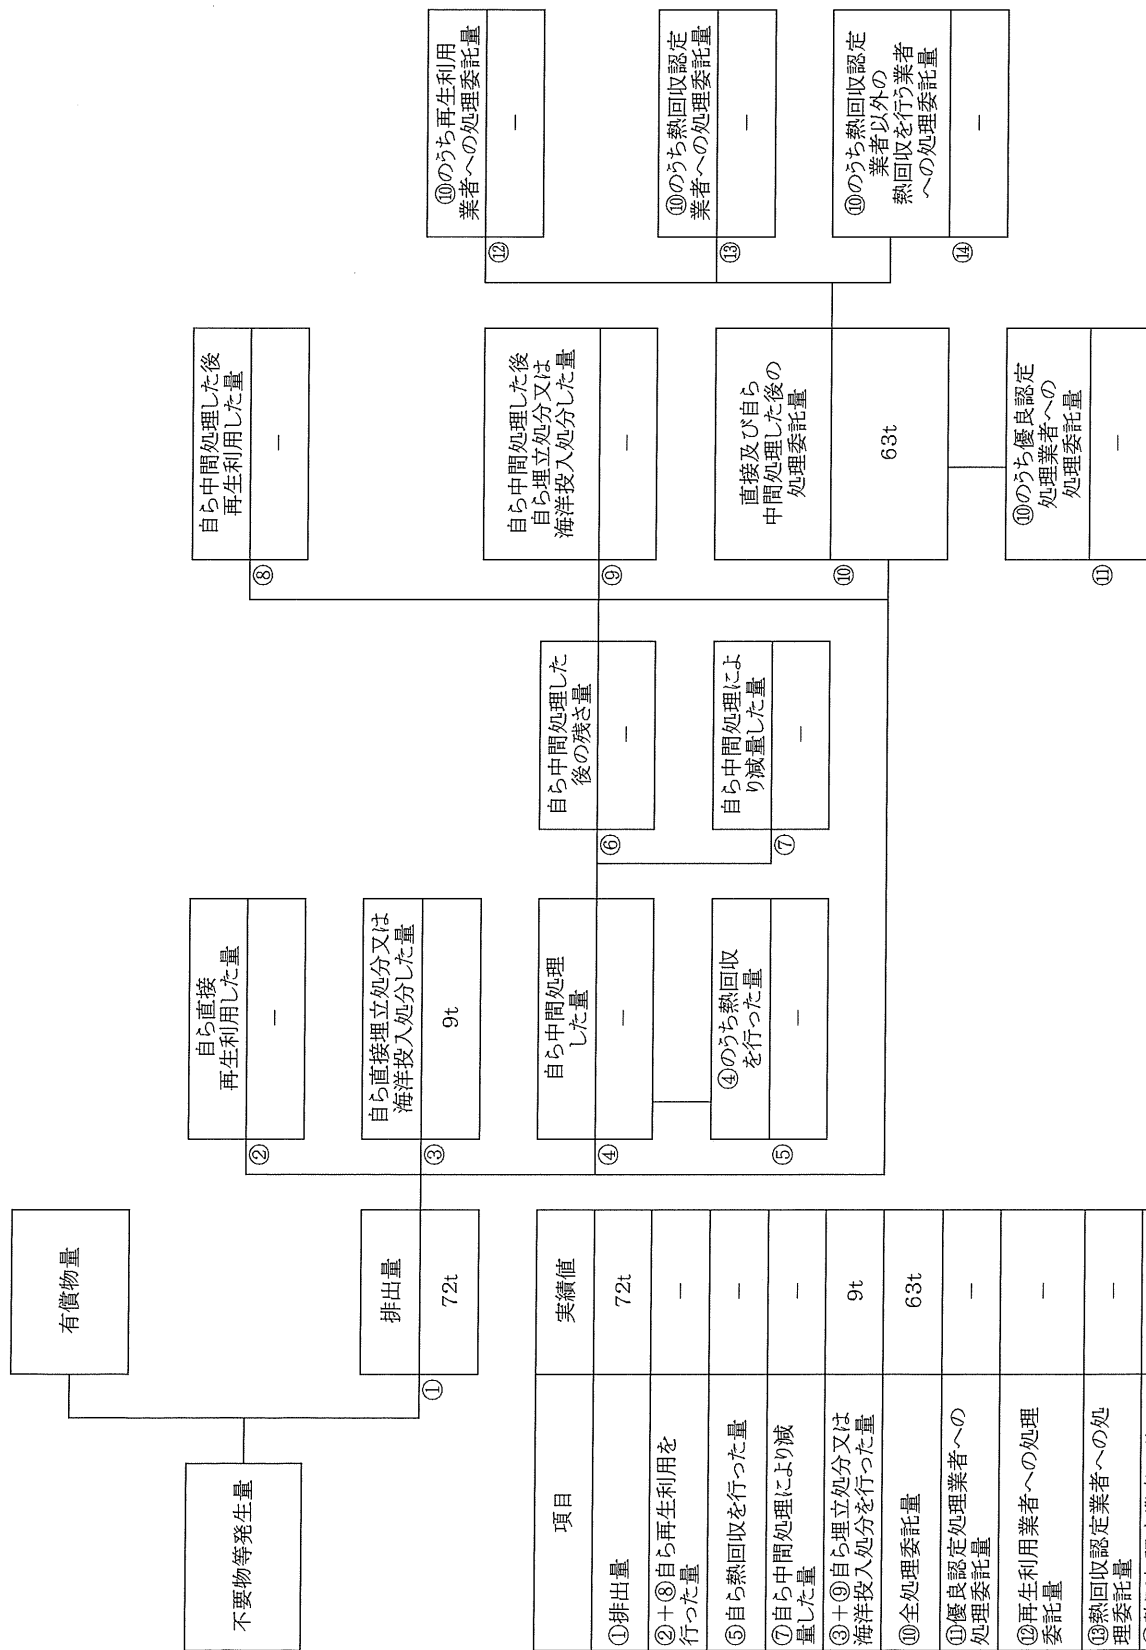 不要物等発生量
有償物量
①
排出量
72t
②
自ら直接
再生利用した量
－
③
自ら直接埋立処分又は
海洋投入処分した量
9t
④
自ら中間処理
した量
－
⑤
④のうち熱回収
を行った量
－
⑥
自ら中間処理した
後の残さ量
－
⑦
自ら中間処理によ
り減量した量
－
⑧
自ら中間処理した後
再生利用した量
－
⑨
自ら中間処理した後
自ら埋立処分又は
海洋投入処分した量
－
⑩
直接及び自ら
中間処理した後の
処理委託量
63t
⑪
⑩のうち優良認定
処理業者への
処理委託量
－
⑫
⑩のうち再生利用
業者への処理委託量
－
⑬
⑩のうち熱回収認定
業者への処理委託量
－
⑭
⑩のうち熱回収認定
業者以外の
熱回収を行う業者
への処理委託量
－
項目 実績値
①排出量 72t
②+⑧自ら再生利用を
行った量 －
⑤自ら熱回収を行った量 －
⑦自ら中間処理により減
量した量 －
③+⑨自ら埋立処分又は
海洋投入処分を行った量 9t
⑩全処理委託量 63t
⑪優良認定処理業者への
処理委託量 －
⑫再生利用業者への処理
委託量 －
⑬熱回収認定業者への処
理委託量 －